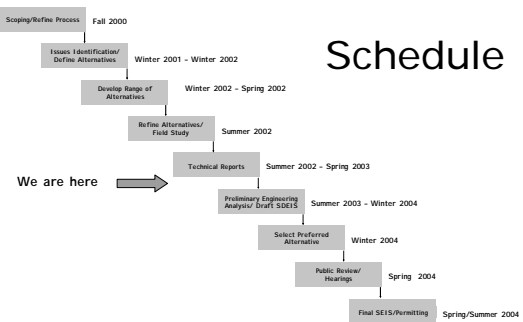 Schedule
Scoping/Refine Process
Fall 2000
Issues Identification/
Define Alternatives
Winter 2001 - Winter 2002
Develop Range of
Alternatives
Winter 2002 - Spring 2002
Refine Alternatives/
Field Study
Summer 2002
Technical Reports
Summer 2002 - Spring 2003
We are here
Preliminary Engineering
Analysis/ Draft SDEIS
Summer 2003 - Winter 2004
Select Preferred
Alternative
Winter 2004
Public Review/
Hearings
Spring 2004
Final SEIS/Permitting
Spring/Summer 2004